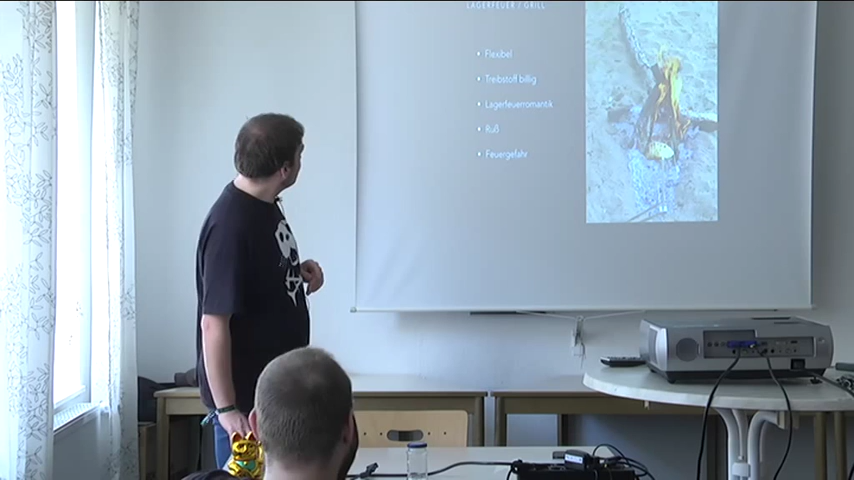 LAGERFEUER / GRILL
• Flexibel
• Treibstoff billig
• Lagerfeuerromantik
• Ruß
• Feuergefahr